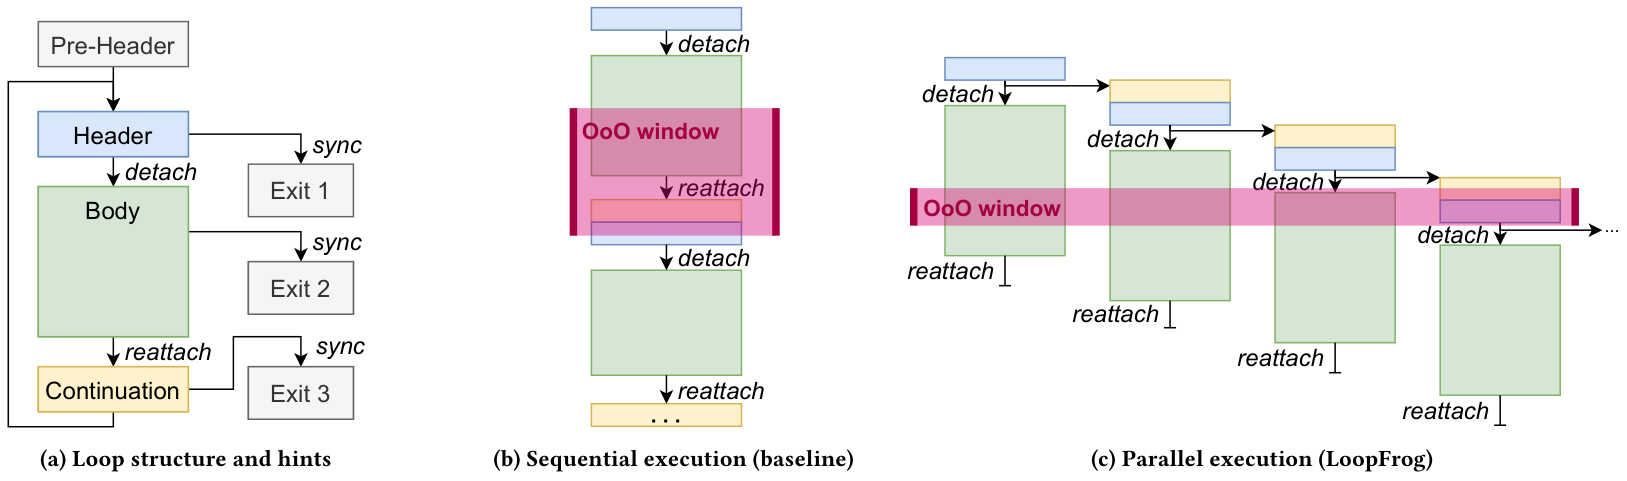 Pre-Header
Header
sync
Exit 1
detach
Body
sync
Exit 2
reattach
sync
Continuation
Exit 3
(a) Loop structure and hints
detach
OoO window
reattach
detach
reattach
...
(b) Sequential execution (baseline)
detach
detach
detach
OoO window
detach
...
reattach
reattach
reattach
reattach
(c) Parallel execution (LoopFrog)